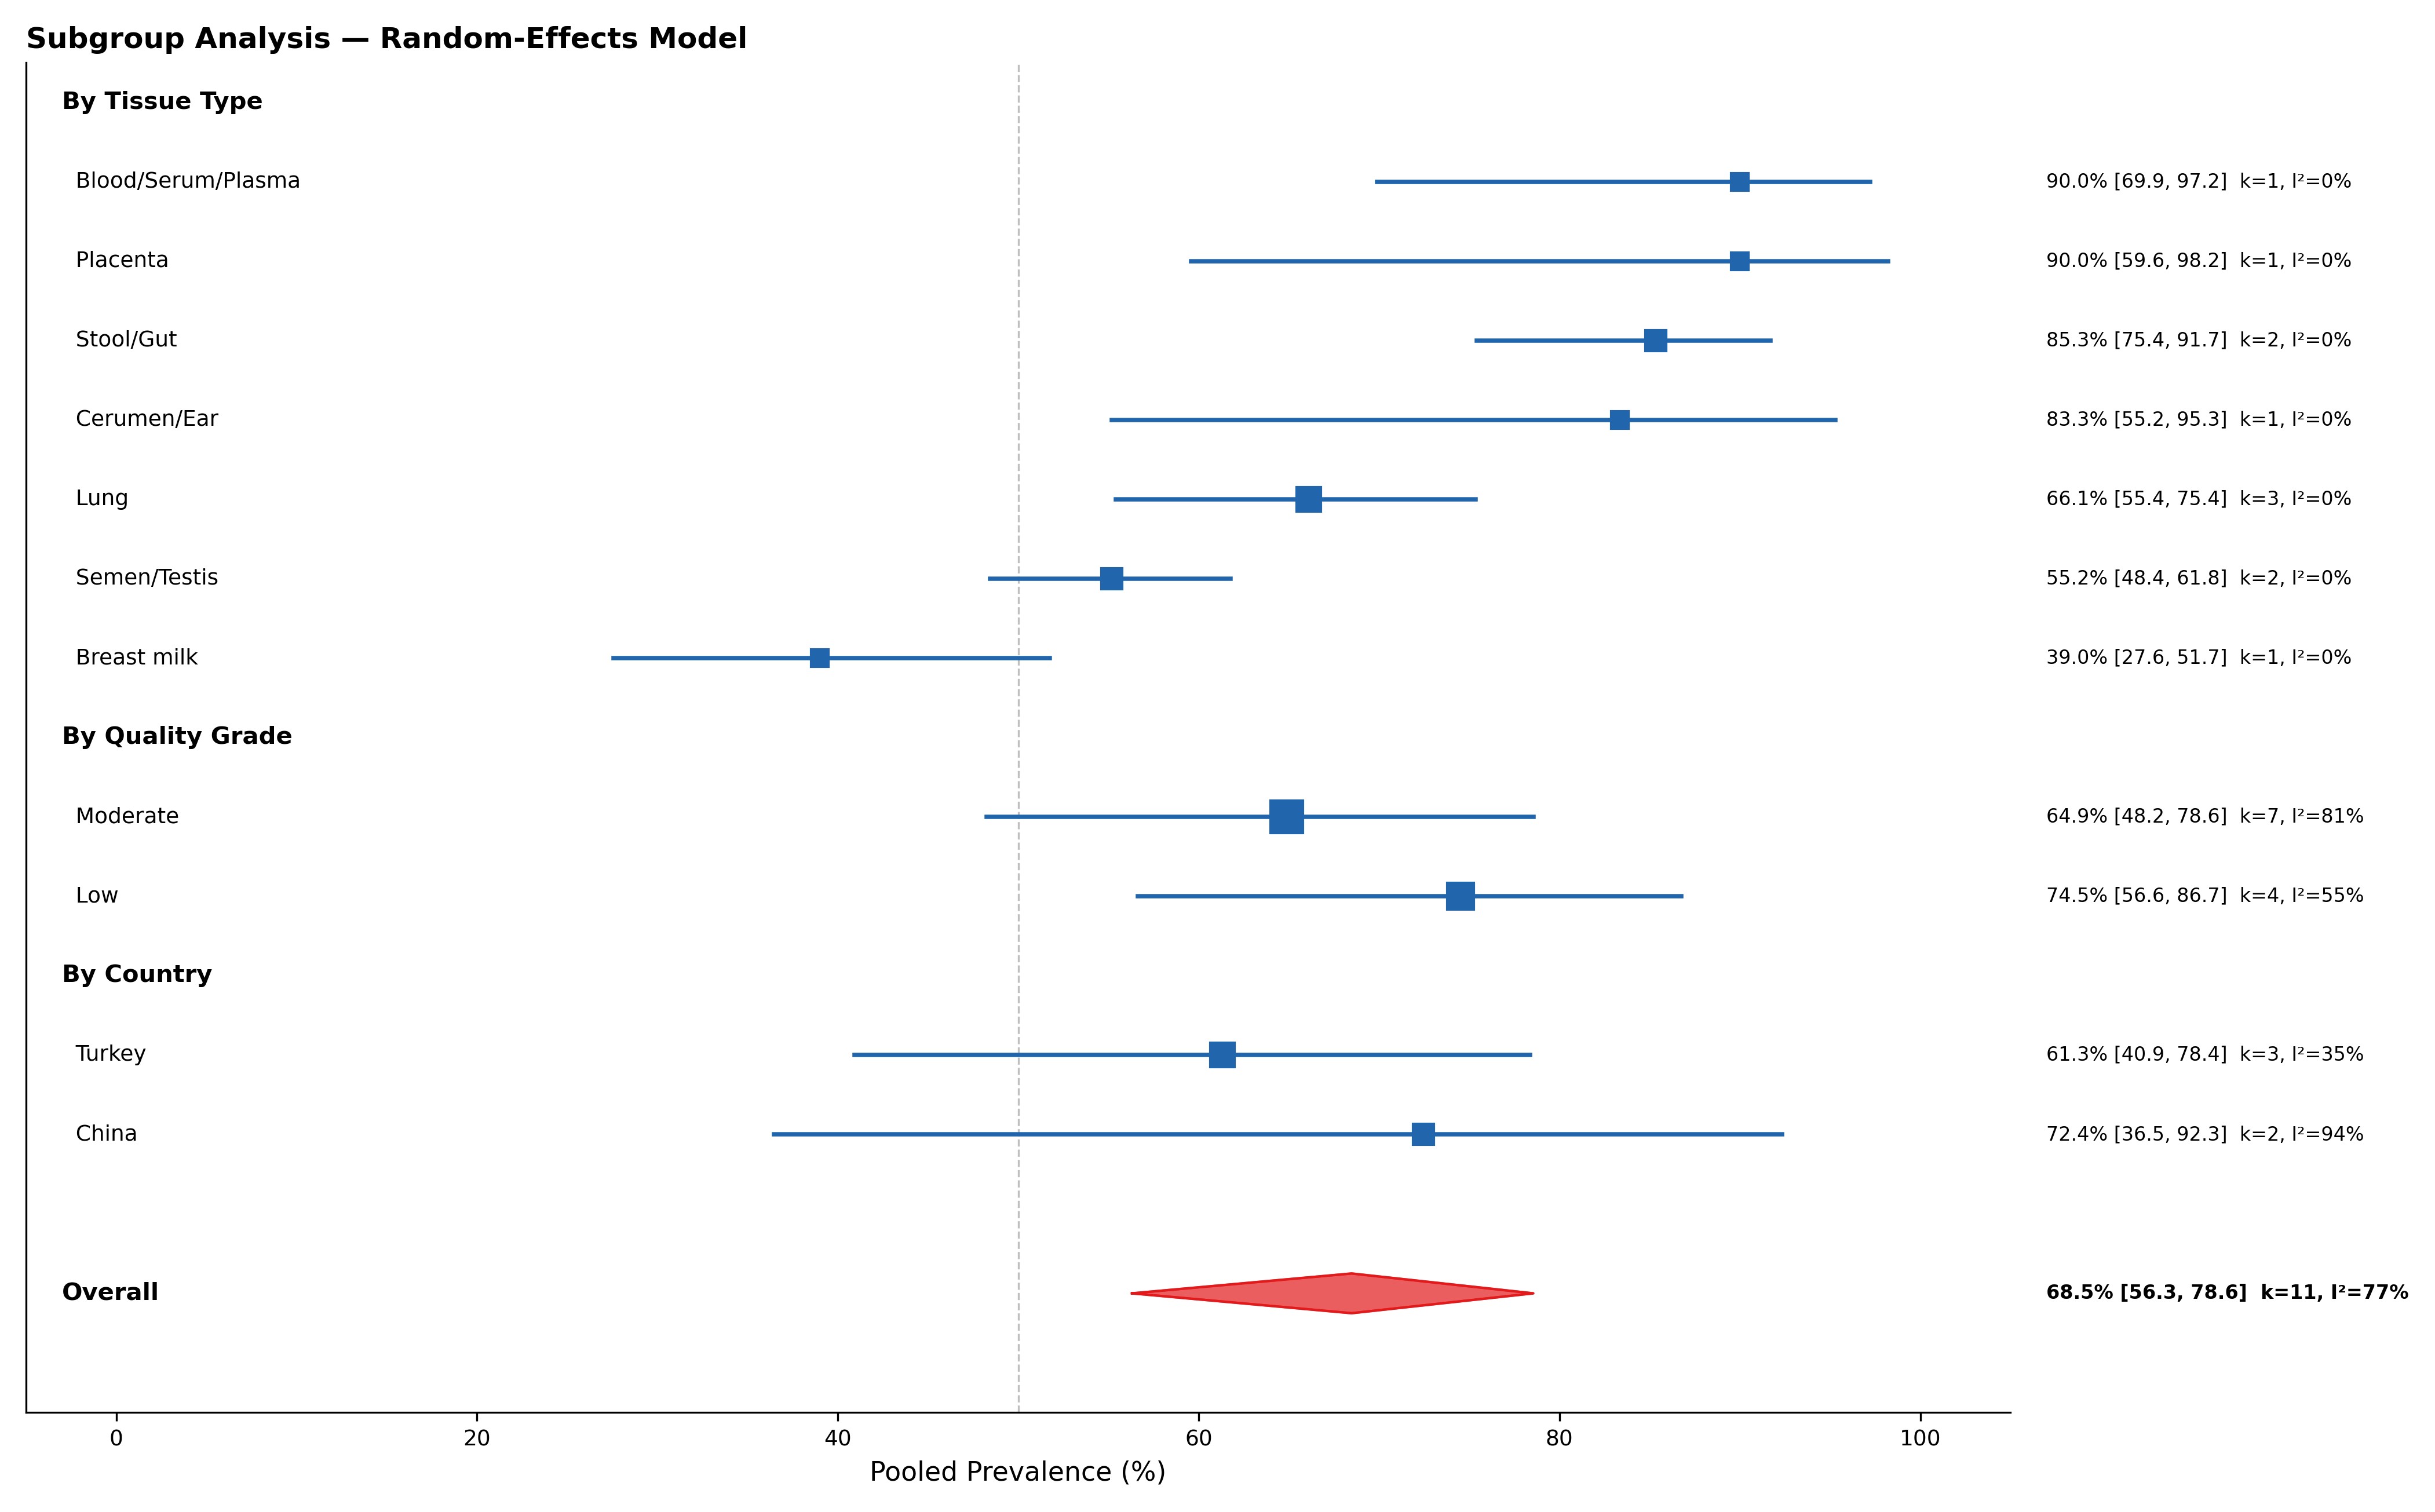 Subgroup Analysis — Random-Effects Model
By Tissue Type
Blood/Serum/Plasma 90.0% [69.9, 97.2] k=1, I²=0%
Placenta 90.0% [59.6, 98.2] k=1, I²=0%
Stool/Gut 85.3% [75.4, 91.7] k=2, I²=0%
Cerumen/Ear 83.3% [55.2, 95.3] k=1, I²=0%
Lung 66.1% [55.4, 75.4] k=3, I²=0%
Semen/Testis 55.2% [48.4, 61.8] k=2, I²=0%
Breast milk 39.0% [27.6, 51.7] k=1, I²=0%
By Quality Grade
Moderate 64.9% [48.2, 78.6] k=7, I²=81%
Low 74.5% [56.6, 86.7] k=4, I²=55%
By Country
Turkey 61.3% [40.9, 78.4] k=3, I²=35%
China 72.4% [36.5, 92.3] k=2, I²=94%
Overall 68.5% [56.3, 78.6] k=11, I²=77%
0 20 40 60 80 100
Pooled Prevalence (%)